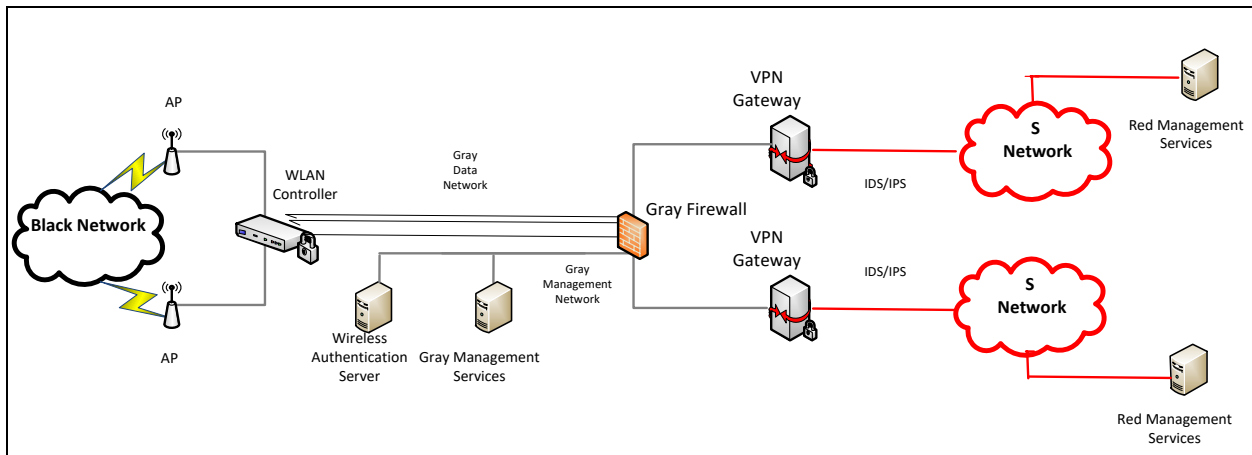 AP
Black Network
AP
WLAN
Controller
Gray
Data
Network
Wireless
Authentication
Server
Gray Management
Services
Gray
Management
Network
Gray Firewall
VPN
Gateway
IDS/IPS
S
Network
Red Management
Services
VPN
Gateway
IDS/IPS
S
Network
Red Management
Services